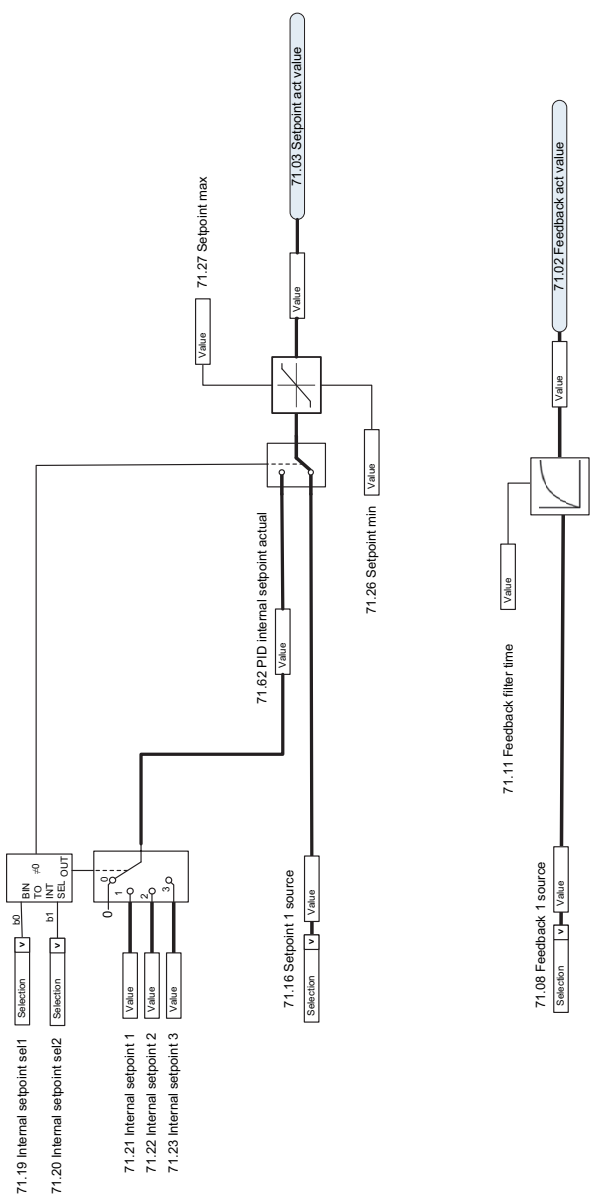 71.19 Internal setpoint sel1
Selection v
b0
71.20 Internal setpoint sel2
Selection v
b1
BIN
TO
INT
SEL
≠0
OUT
71.21 Internal setpoint 1
Value
71.22 Internal setpoint 2
Value
71.23 Internal setpoint 3
Value
0
0
1
2
3
71.62 PID internal setpoint actual
Value
71.16 Setpoint 1 source
Selection v
Value
71.27 Setpoint max
Value
71.26 Setpoint min
Value
Value
71.03 Setpoint act value
71.11 Feedback filter time
Value
71.08 Feedback 1 source
Selection v
Value
Value
71.02 Feedback act value